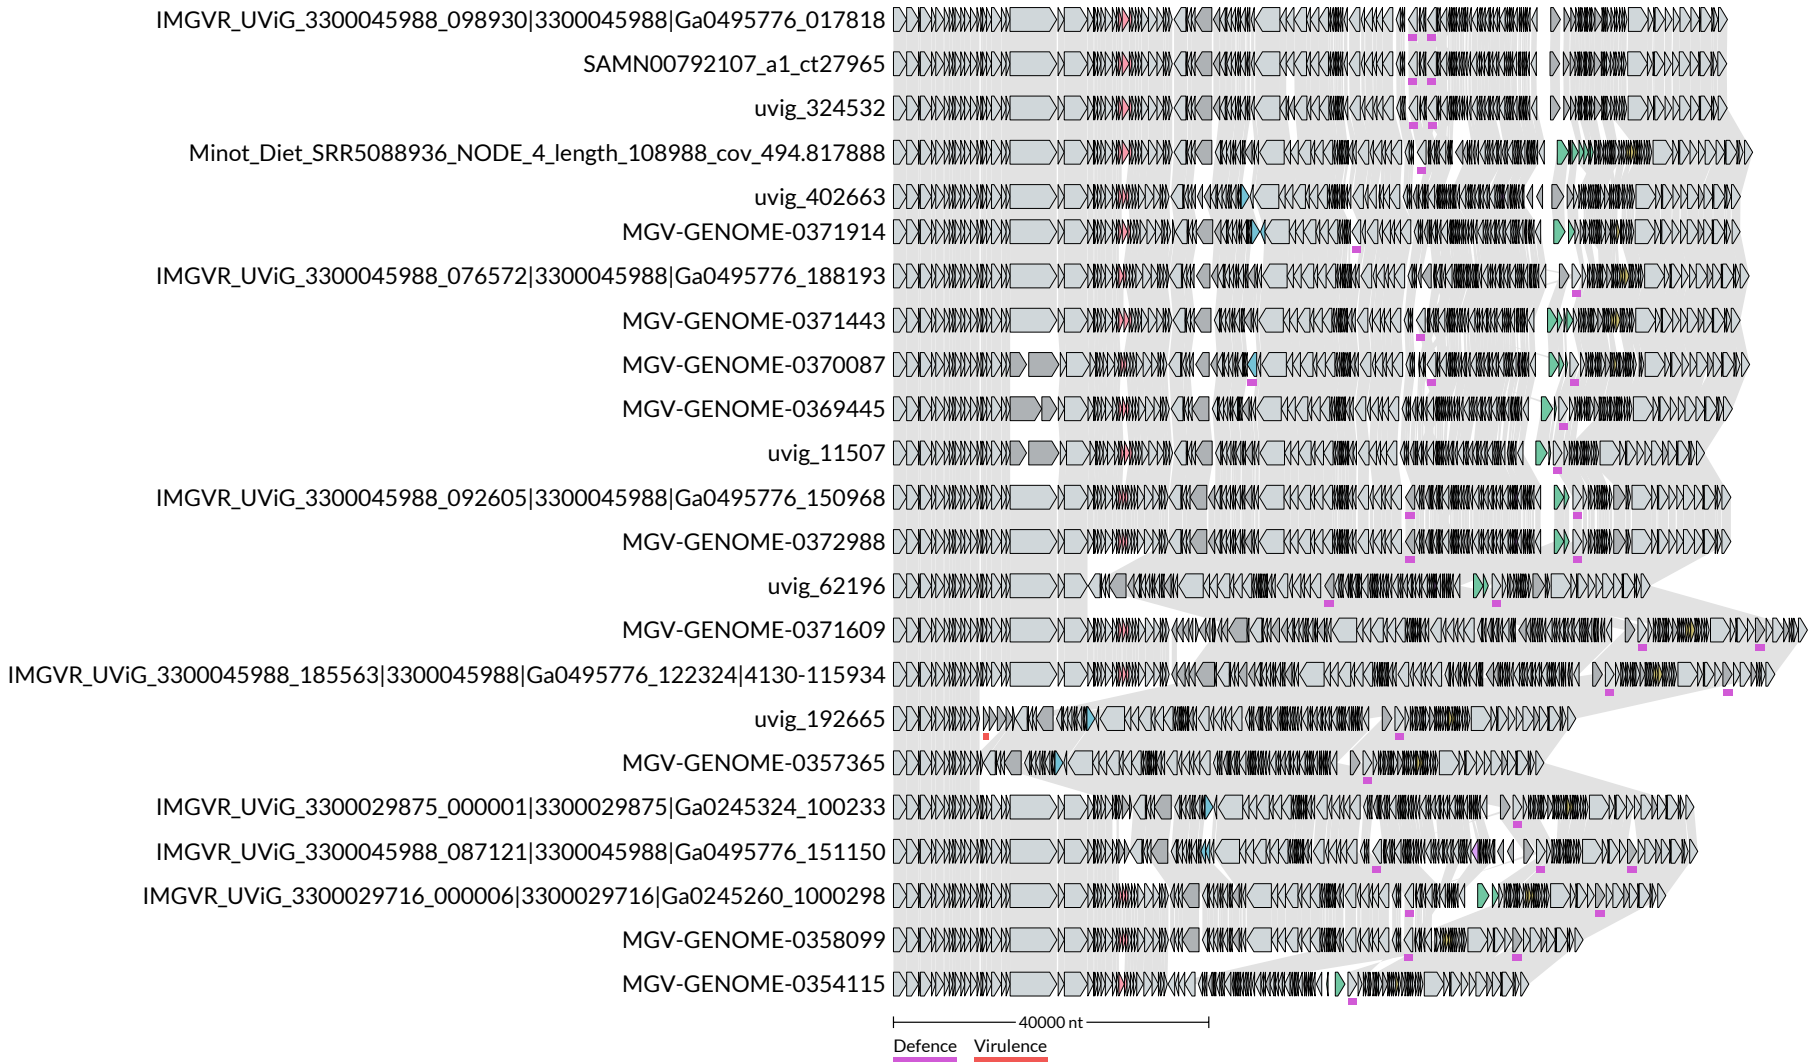 IMGVR_UViG_3300045988_098930|3300045988|Ga0495776_017818
SAMN00792107_a1_ct27965
uvig_324532
Minot_Diet_SRR5088936_NODE_4_length_108988_cov_494.817888
uvig_402663
MGV-GENOME-0371914
IMGVR_UViG_3300045988_076572|3300045988|Ga0495776_188193
MGV-GENOME-0371443
MGV-GENOME-0370087
MGV-GENOME-0369445
uvig_11507
IMGVR_UViG_3300045988_092605|3300045988|Ga0495776_150968
MGV-GENOME-0372988
uvig_62196
MGV-GENOME-0371609
IMGVR_UViG_3300045988_185563|3300045988|Ga0495776_122324|4130-115934
uvig_192665
MGV-GENOME-0357365
IMGVR_UViG_3300029875_000001|3300029875|Ga0245324_100233
IMGVR_UViG_3300045988_087121|3300045988|Ga0495776_151150
IMGVR_UViG_3300029716_000006|3300029716|Ga0245260_1000298
MGV-GENOME-0358099
MGV-GENOME-0354115
40000 nt
Defence Virulence